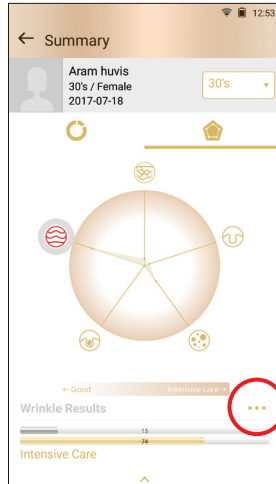 12:53
← Summary
Aram huvis
30's / Female
2017-07-18
30's
← Good
Intensive care →
Wrinkle Results
15
74
Intensive Care